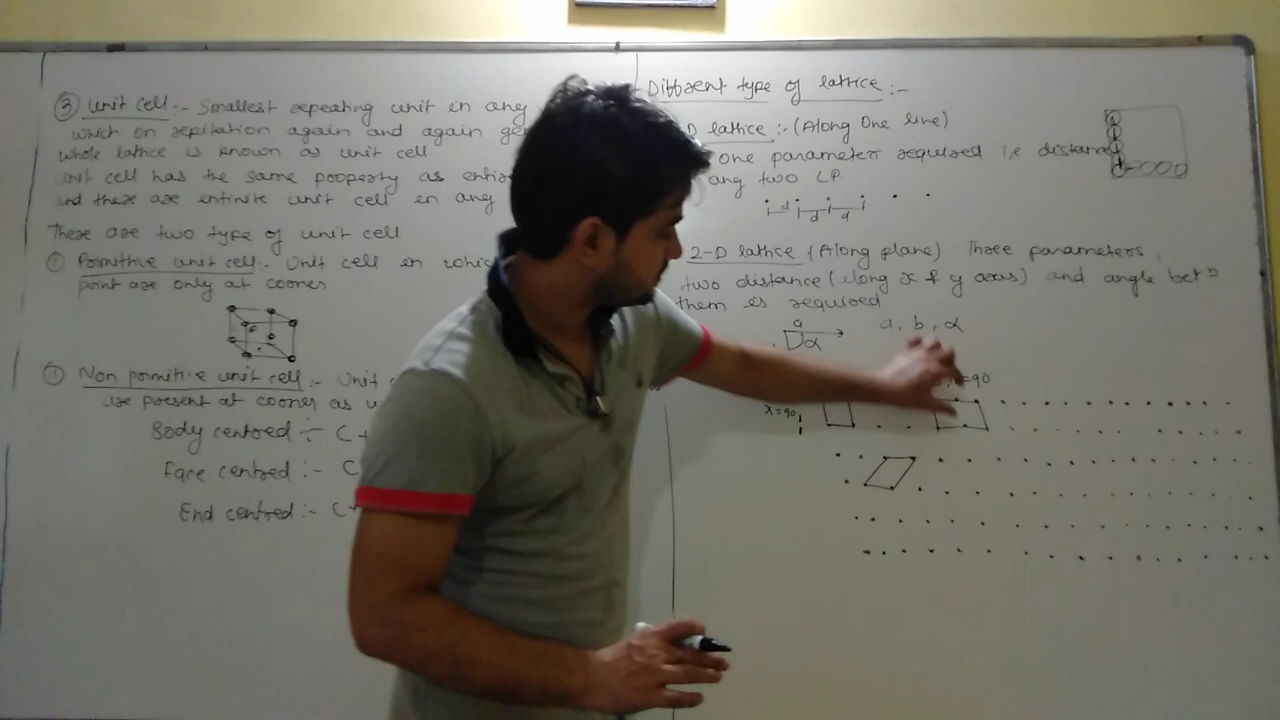 ③ Unit cell :- Smallest repeating unit in any
which on repitation again and again
whole lattice is known as unit cell
unit cell has the same property as
and there are infinite unit cell in any
There are two type of unit cell
① Primitive unit cell :- Unit cell in
point are only at corner
① Non primitive unit cell :- Unit
are present at corner as
Body centred :-
Face centred :-
End centred :-
Different type of lattice :-
D lattice :- (Along One line)
one parameter required i.e distance
any two LP
d d d
2-D lattice (Along plane) Three parameters
two distance (along x & y axis) and angle betn
them is required
a
α
a, b, α
=90
x=90